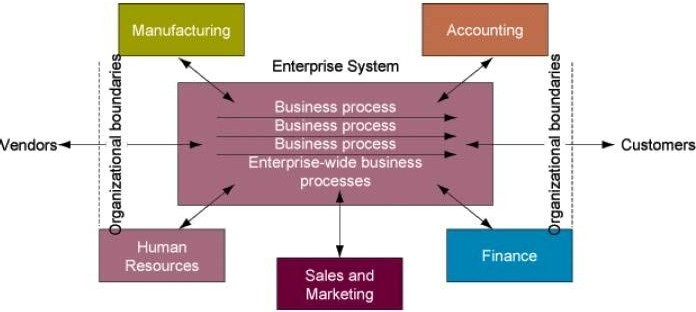 Manufacturing
Accounting
Enterprise System
Organizational boundaries
Organizational boundaries
Business process
Business process
Business process
Enterprise-wide business
processes
Vendors
Customers
Human
Resources
Finance
Sales and
Marketing